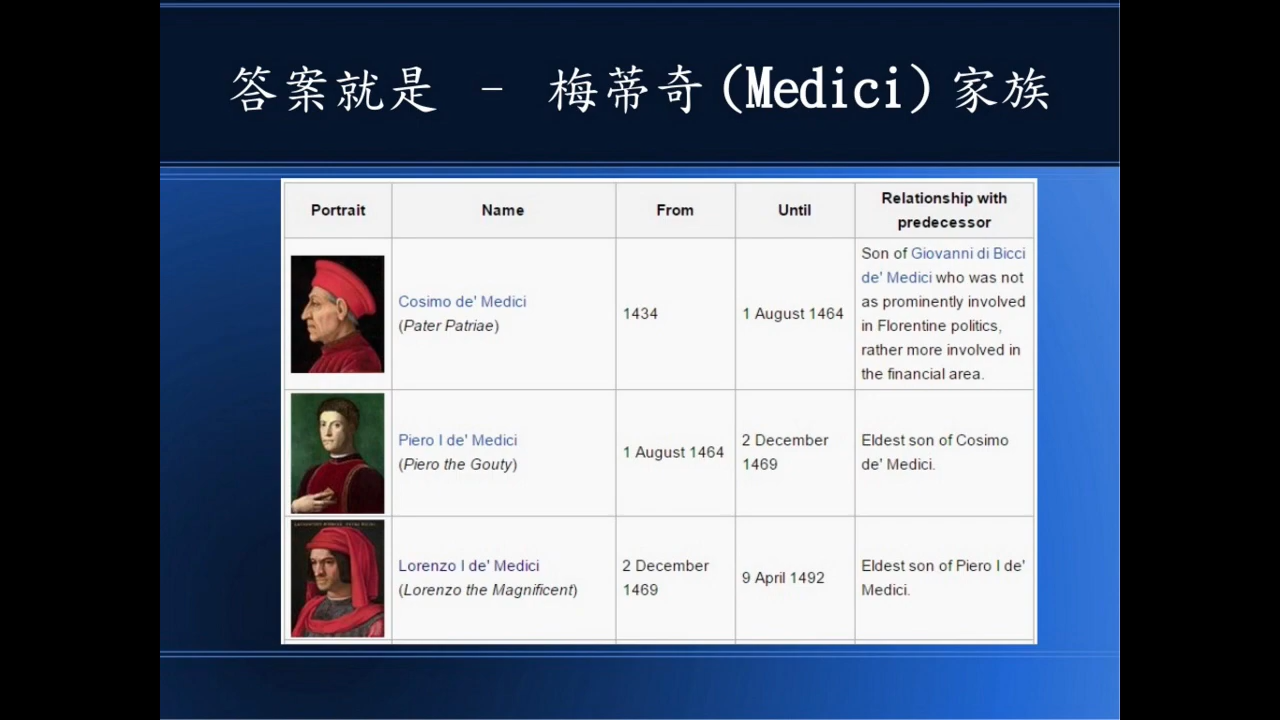 答案就是 - 梅蒂奇(Medici)家族
Portrait
Name
From
Until
Relationship with
predecessor
Cosimo de' Medici
(Pater Patriae)
1434
1 August 1464
Son of Giovanni di Bicci
de' Medici who was not
as prominently involved
in Florentine politics,
rather more involved in
the financial area.
Piero I de' Medici
(Piero the Gouty)
1 August 1464
2 December
1469
Eldest son of Cosimo
de' Medici.
Lorenzo I de' Medici
(Lorenzo the Magnificent)
2 December
1469
9 April 1492
Eldest son of Piero I de'
Medici.